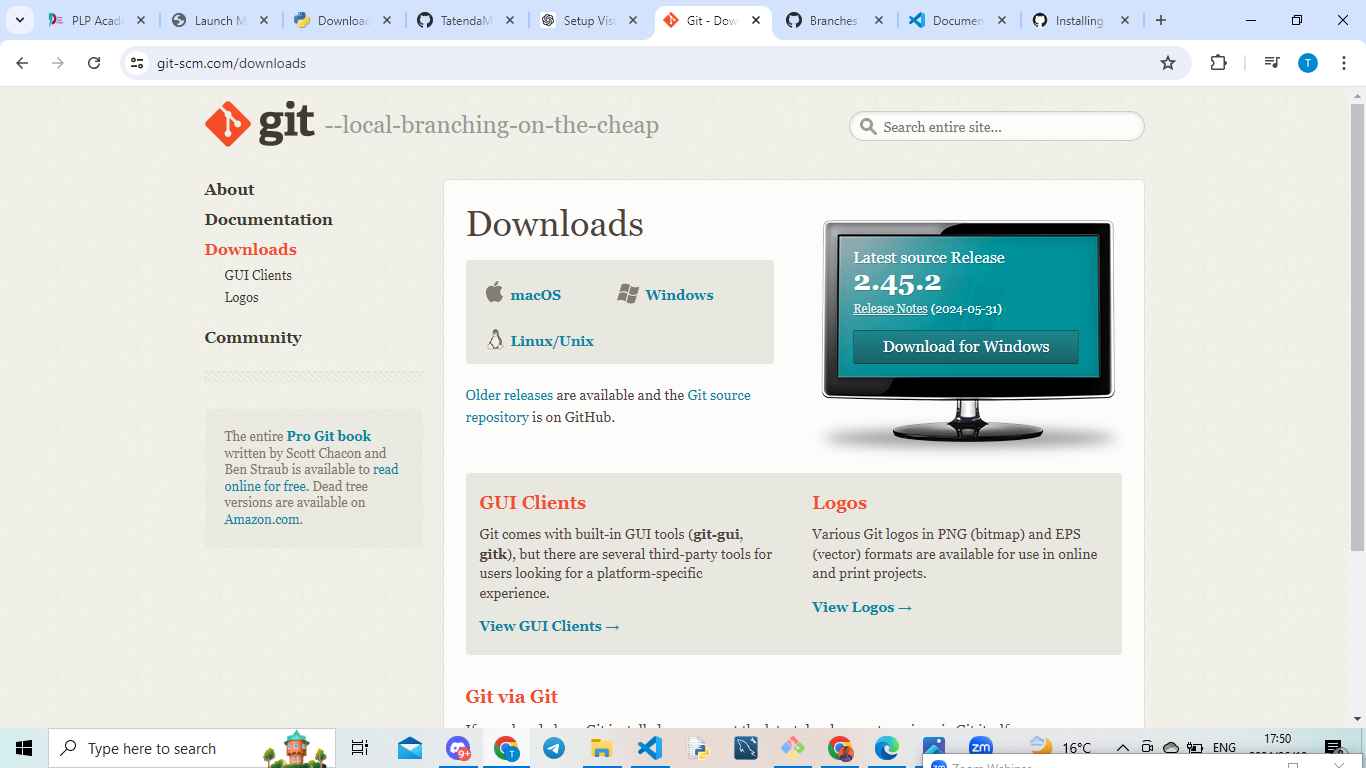 PLP Acade
Launch M
Downloac
TatendaM
Setup Vis
Git - Dow
Branches
Documen
Installing
git-scm.com/downloads
T
git --local-branching-on-the-cheap
Search entire site...
About
Documentation
Downloads
GUI Clients
Logos
Community
The entire Pro Git book
written by Scott Chacon and
Ben Straub is available to read
online for free. Dead tree
versions are available on
Amazon.com.
Downloads
macOS
Windows
Linux/Unix
Older releases are available and the Git source
repository is on GitHub.
Latest source Release
2.45.2
Release Notes (2024-05-31)
Download for Windows
GUI Clients
Git comes with built-in GUI tools (git-gui,
gitk), but there are several third-party tools for
users looking for a platform-specific
experience.
View GUI Clients →
Logos
Various Git logos in PNG (bitmap) and EPS
(vector) formats are available for use in online
and print projects.
View Logos →
Git via Git
Type here to search
9+
T
zm
16°C
ENG
17:50
zm Zoom Webinar